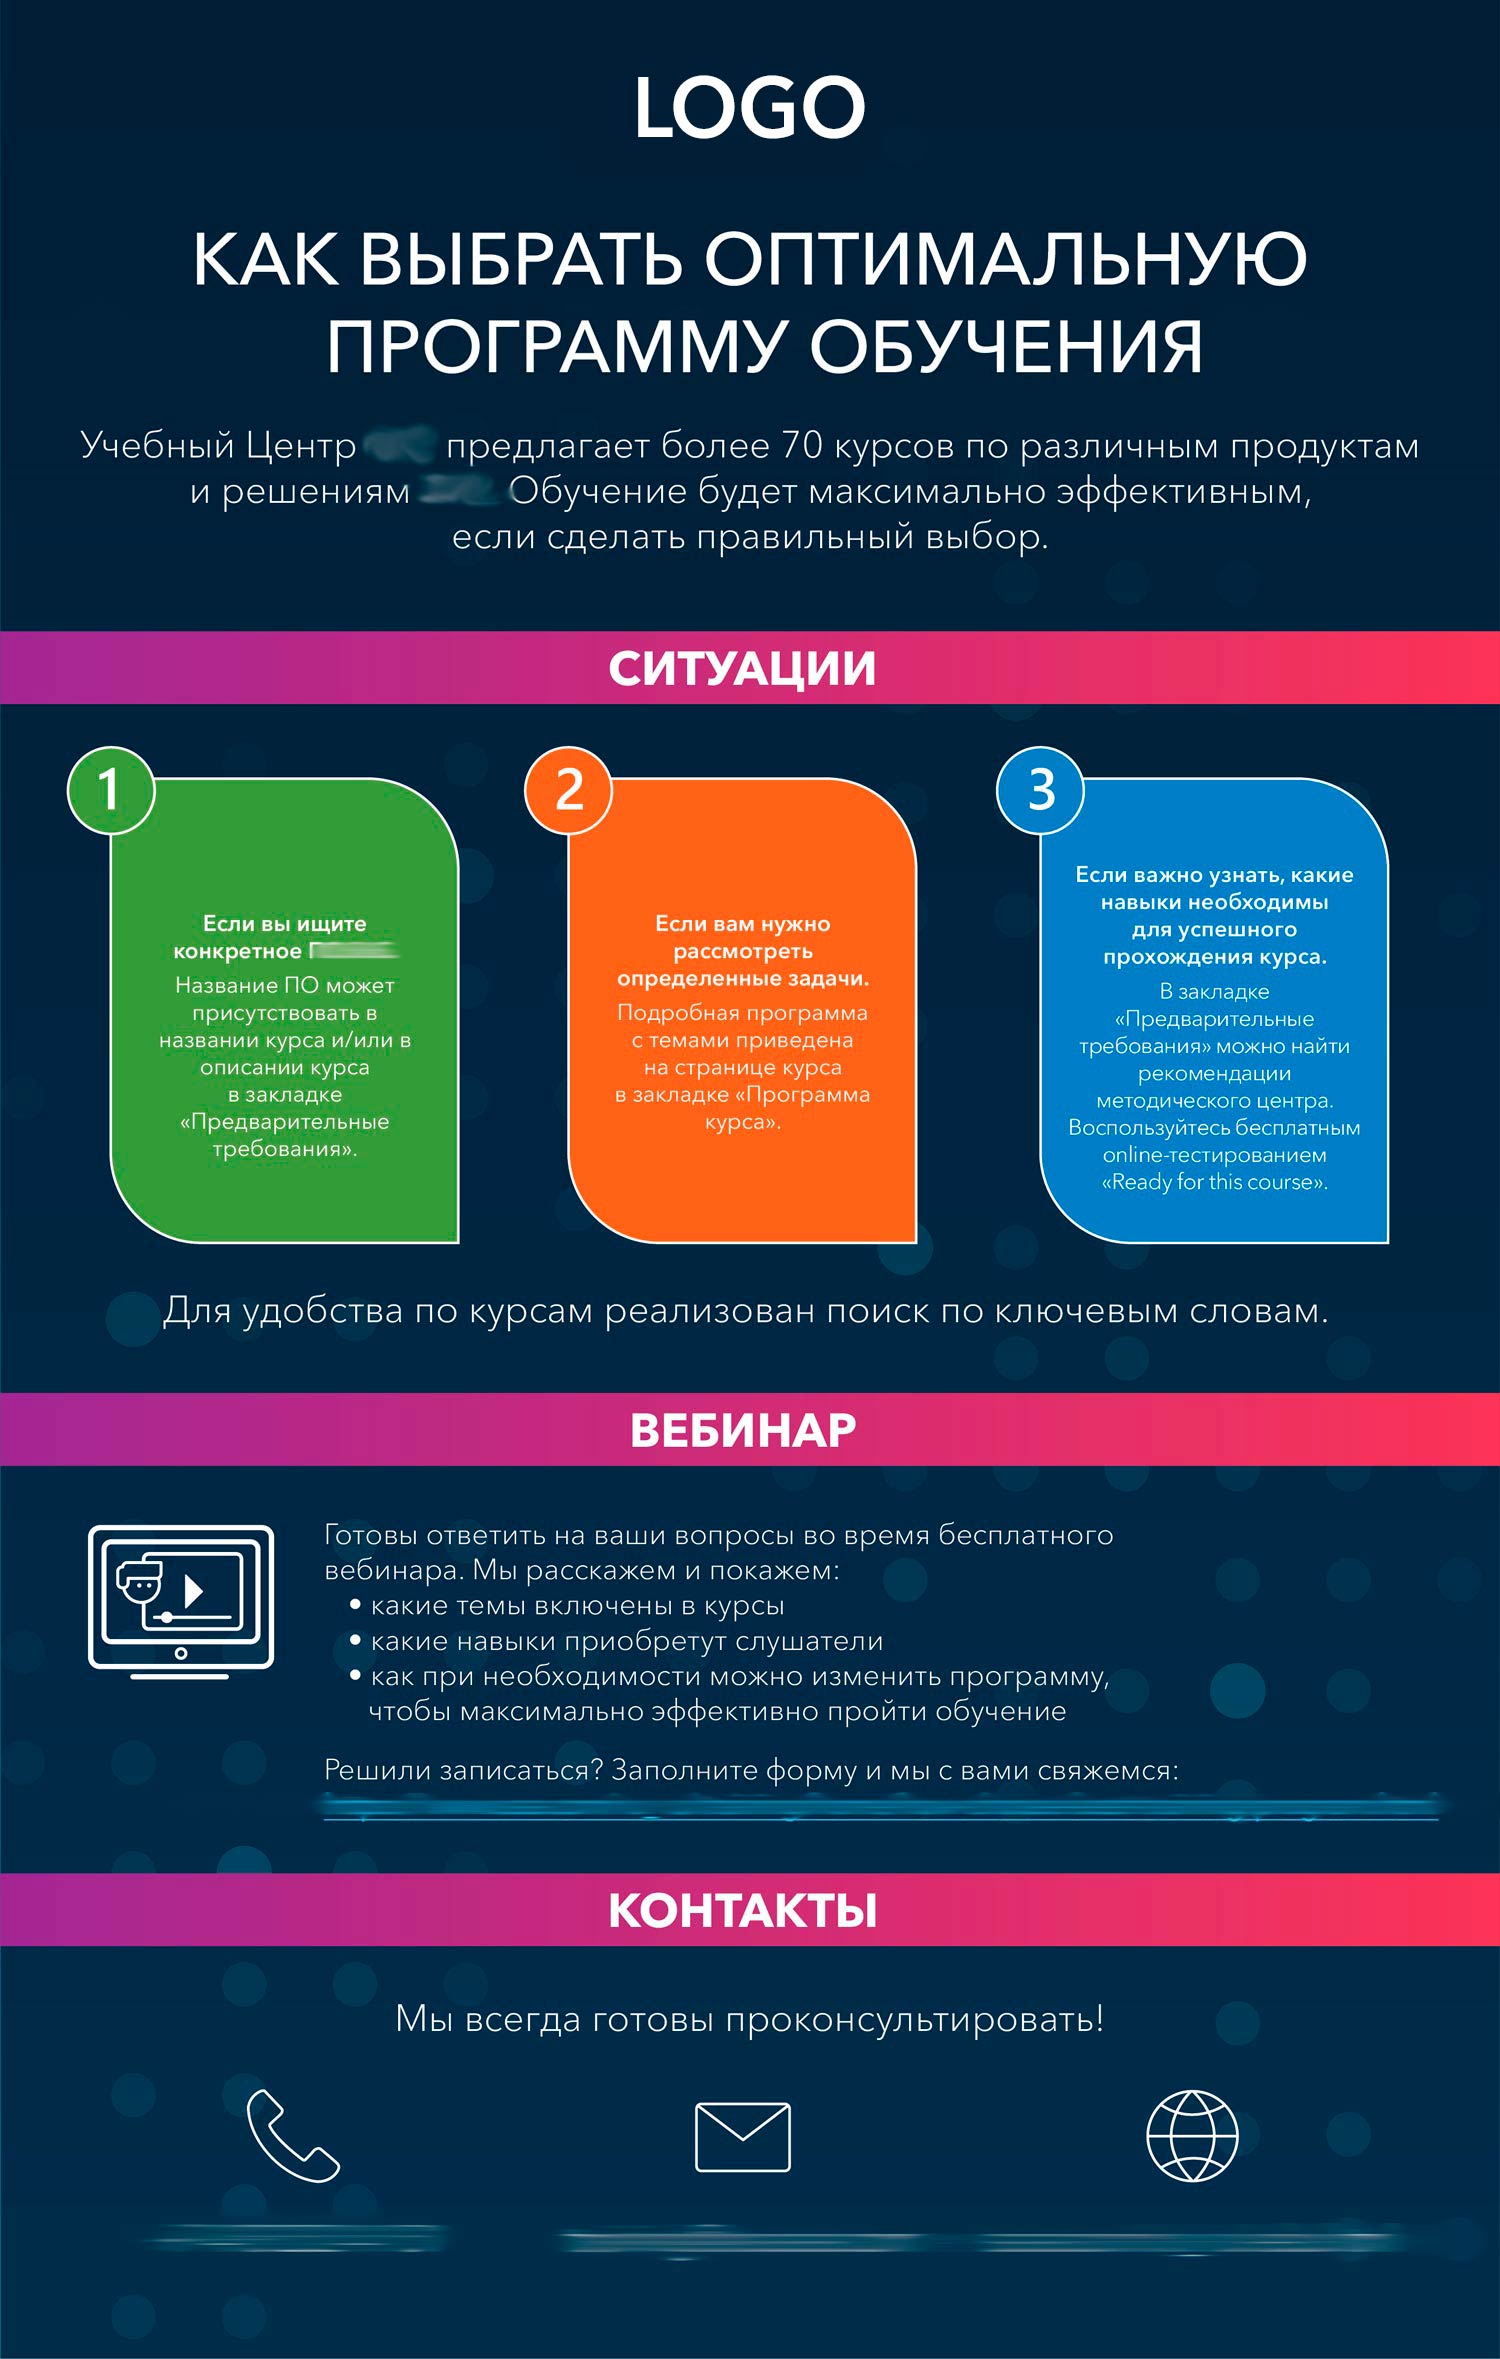 LOGO
КАК ВЫБРАТЬ ОПТИМАЛЬНУЮ
ПРОГРАММУ ОБУЧЕНИЯ
Учебный Центр предлагает более 70 курсов по различным продуктам
и решениям Обучение будет максимально эффективным,
если сделать правильный выбор.
СИТУАЦИИ
1
Если вы ищите
конкретное
Название ПО может
присутствовать в
названии курса и/или в
описании курса
в закладке
«Предварительные
требования».
2
Если вам нужно
рассмотреть
определенные задачи.
Подробная программа
с темами приведена
на странице курса
в закладке «Программа
курса».
3
Если важно узнать, какие
навыки необходимы
для успешного
прохождения курса.
В закладке
«Предварительные
требования» можно найти
рекомендации
методического центра.
Воспользуйтесь бесплатным
online-тестированием
«Ready for this course».
Для удобства по курсам реализован поиск по ключевым словам.
ВЕБИНАР
Готовы ответить на ваши вопросы во время бесплатного
вебинара. Мы расскажем и покажем:
• какие темы включены в курсы
• какие навыки приобретут слушатели
• как при необходимости можно изменить программу,
чтобы максимально эффективно пройти обучение
Решили записаться? Заполните форму и мы с вами свяжемся:
КОНТАКТЫ
Мы всегда готовы проконсультировать!